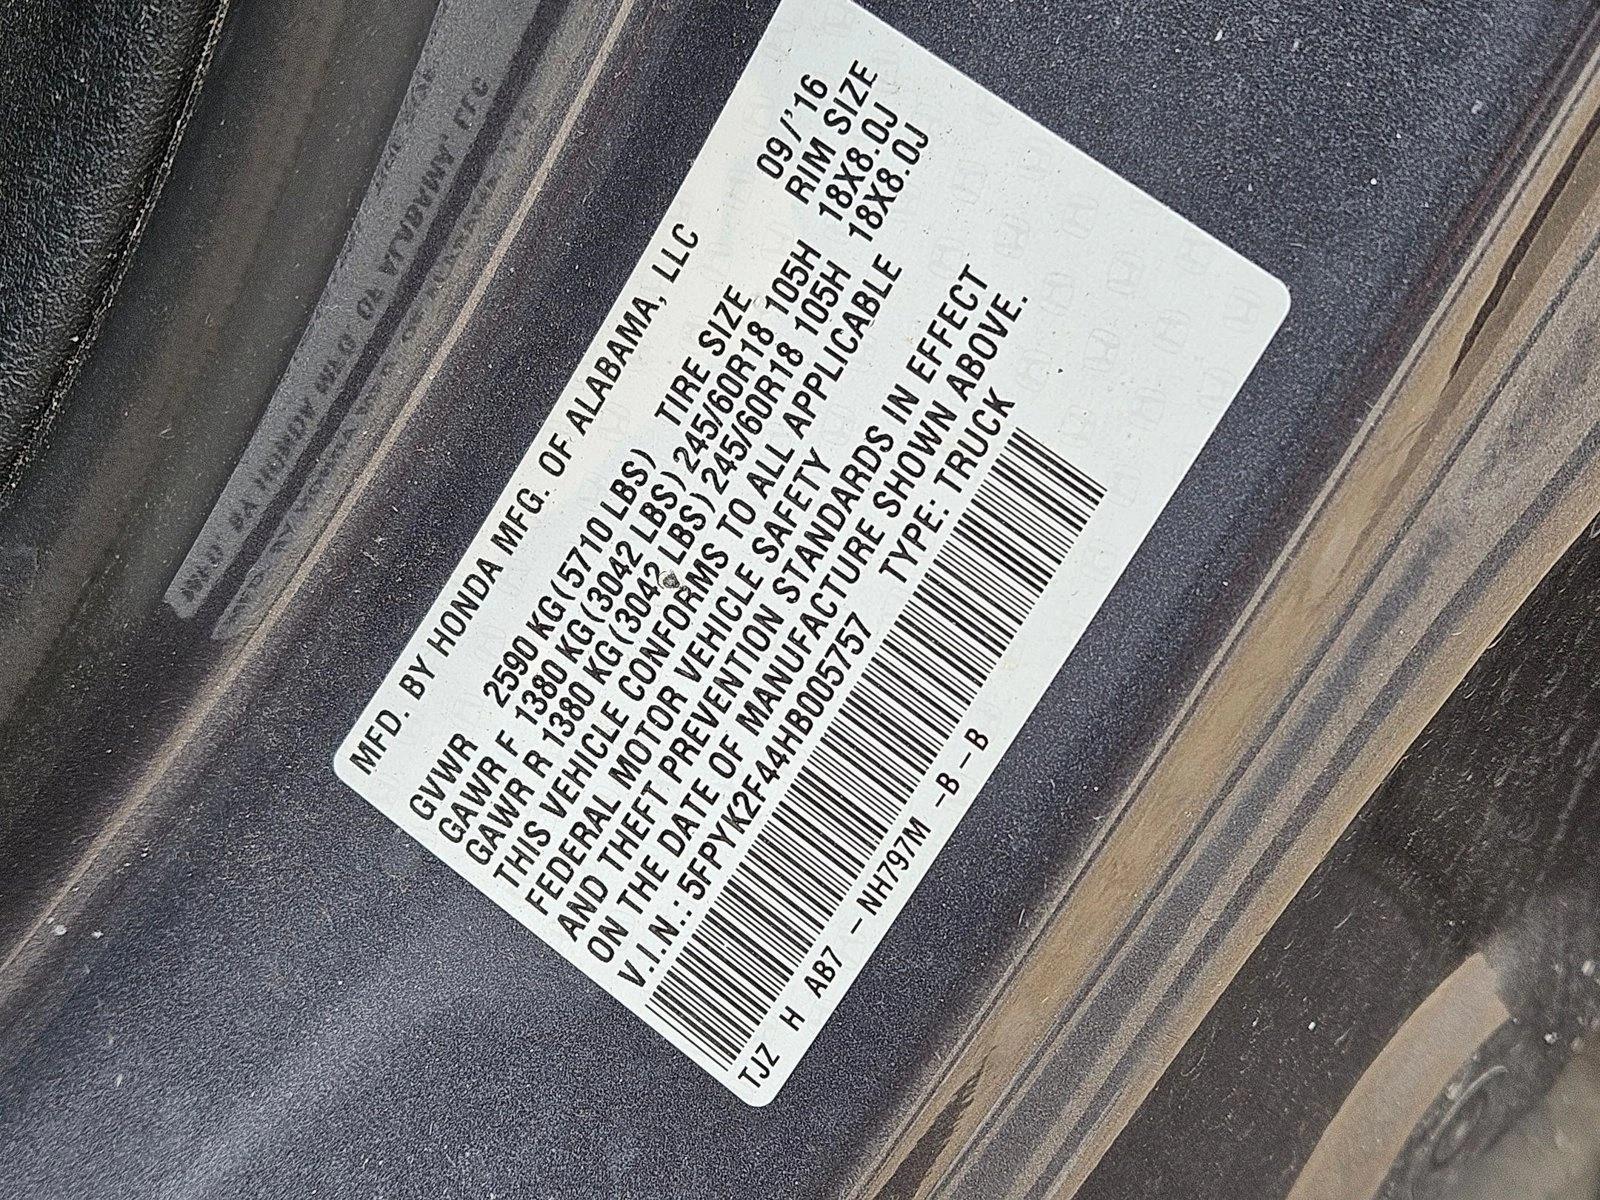 MFD. BY HONDA MFG. OF ALABAMA, LLC 09/'16
GVWR 2590 KG (5710 LBS) TIRE SIZE RIM SIZE
GAWR F 1380 KG (3042 LBS) 245/60R18 105H 18X8.0J
GAWR R 1380 KG (3042 LBS) 245/60R18 105H 18X8.0J
THIS VEHICLE CONFORMS TO ALL APPLICABLE
FEDERAL MOTOR VEHICLE SAFETY
AND THEFT PREVENTION STANDARDS IN EFFECT
ON THE DATE OF MANUFACTURE SHOWN ABOVE.
V.I.N.: 5FPYK2F44HB005757 TYPE: TRUCK
TJZ H AB7 - NH797M -B - B